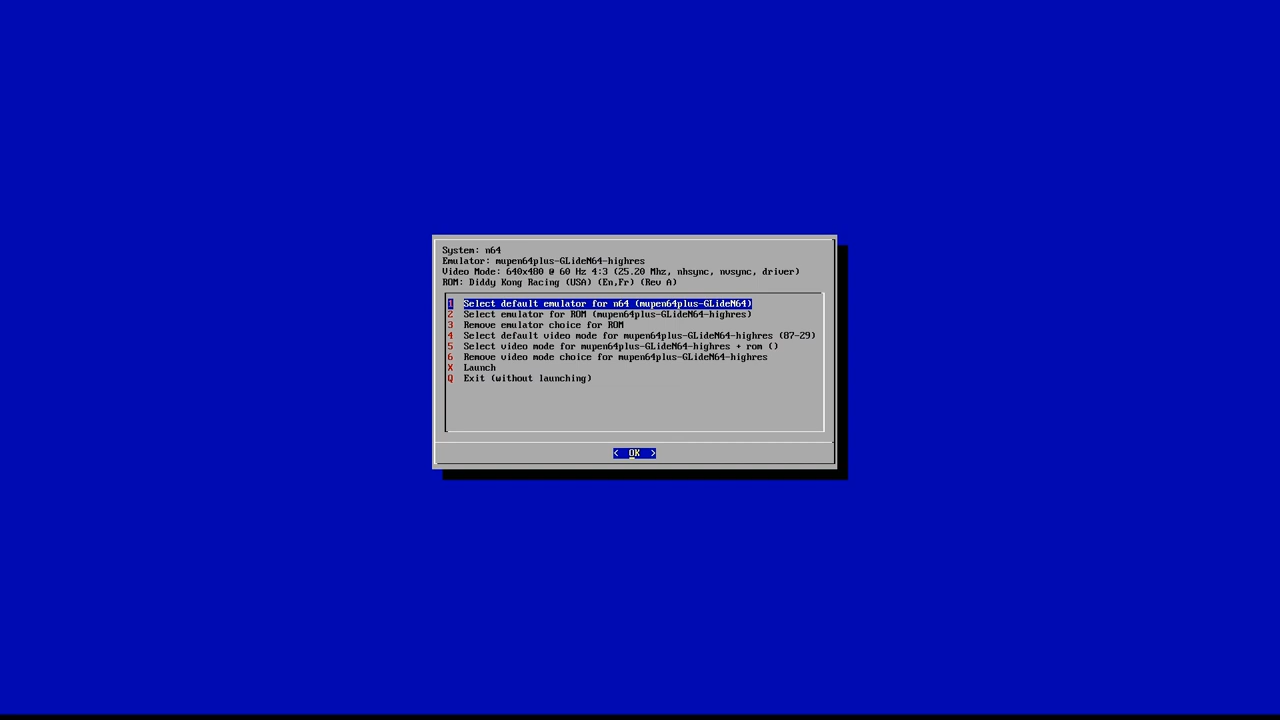 System: n64
Emulator: mupen64plus-GLideN64-highres
Video Mode: 640x480 @ 60 Hz 4:3 (25.20 Mhz, nhsync, nvsync, driver)
ROM: Diddy Kong Racing (USA) (En,Fr) (Rev A)
1 Select default emulator for n64 (mupen64plus-GLideN64)
2 Select emulator for ROM (mupen64plus-GLideN64-highres)
3 Remove emulator choice for ROM
4 Select default video mode for mupen64plus-GLideN64-highres (87-29)
5 Select video mode for mupen64plus-GLideN64-highres + rom ()
6 Remove video mode choice for mupen64plus-GLideN64-highres
X Launch
Q Exit (without launching)
< OK >